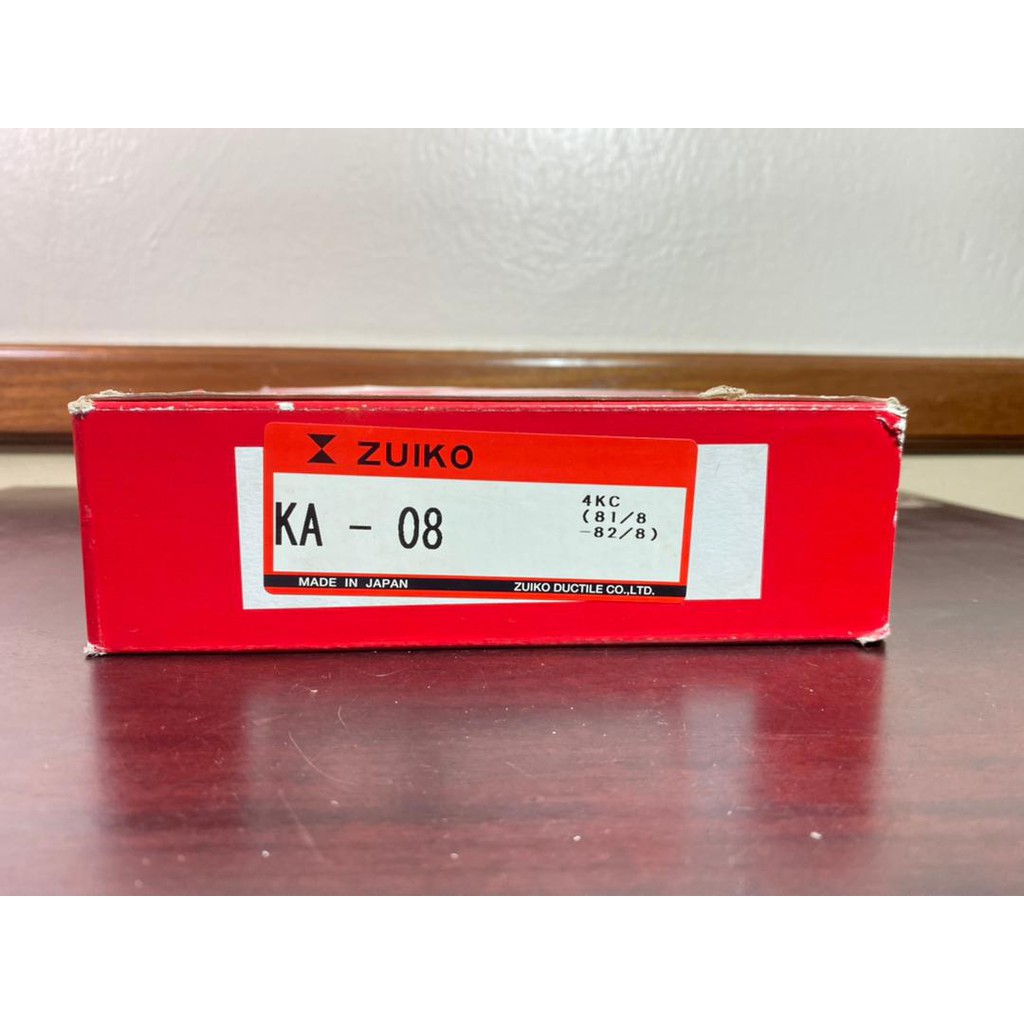 ZUIKO
KA - 08
4KC
(81/8
-82/8)
MADE IN JAPAN
ZUIKO DUCTILE CO.,LTD.